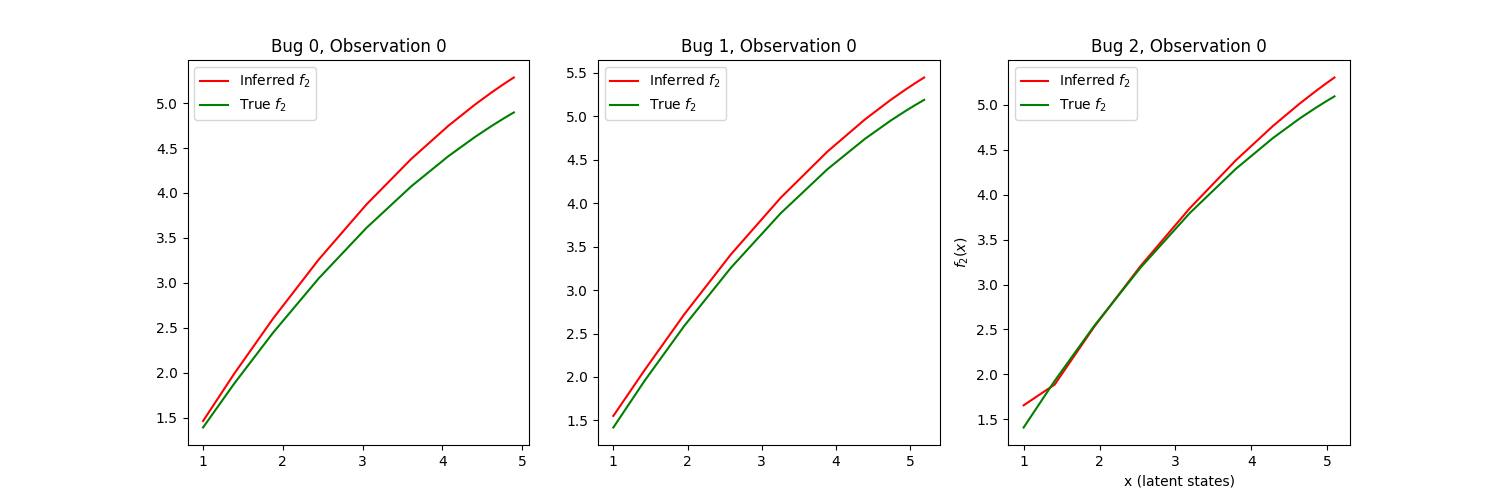 Bug 0, Observation 0
Inferred f₂
True f₂
5.0
4.5
4.0
3.5
3.0
2.5
2.0
1.5
1 2 3 4 5
Bug 1, Observation 0
Inferred f₂
True f₂
5.5
5.0
4.5
4.0
3.5
3.0
2.5
2.0
1.5
1 2 3 4 5
Bug 2, Observation 0
Inferred f₂
True f₂
f₂(x)
5.0
4.5
4.0
3.5
3.0
2.5
2.0
1.5
1 2 3 4 5
x (latent states)